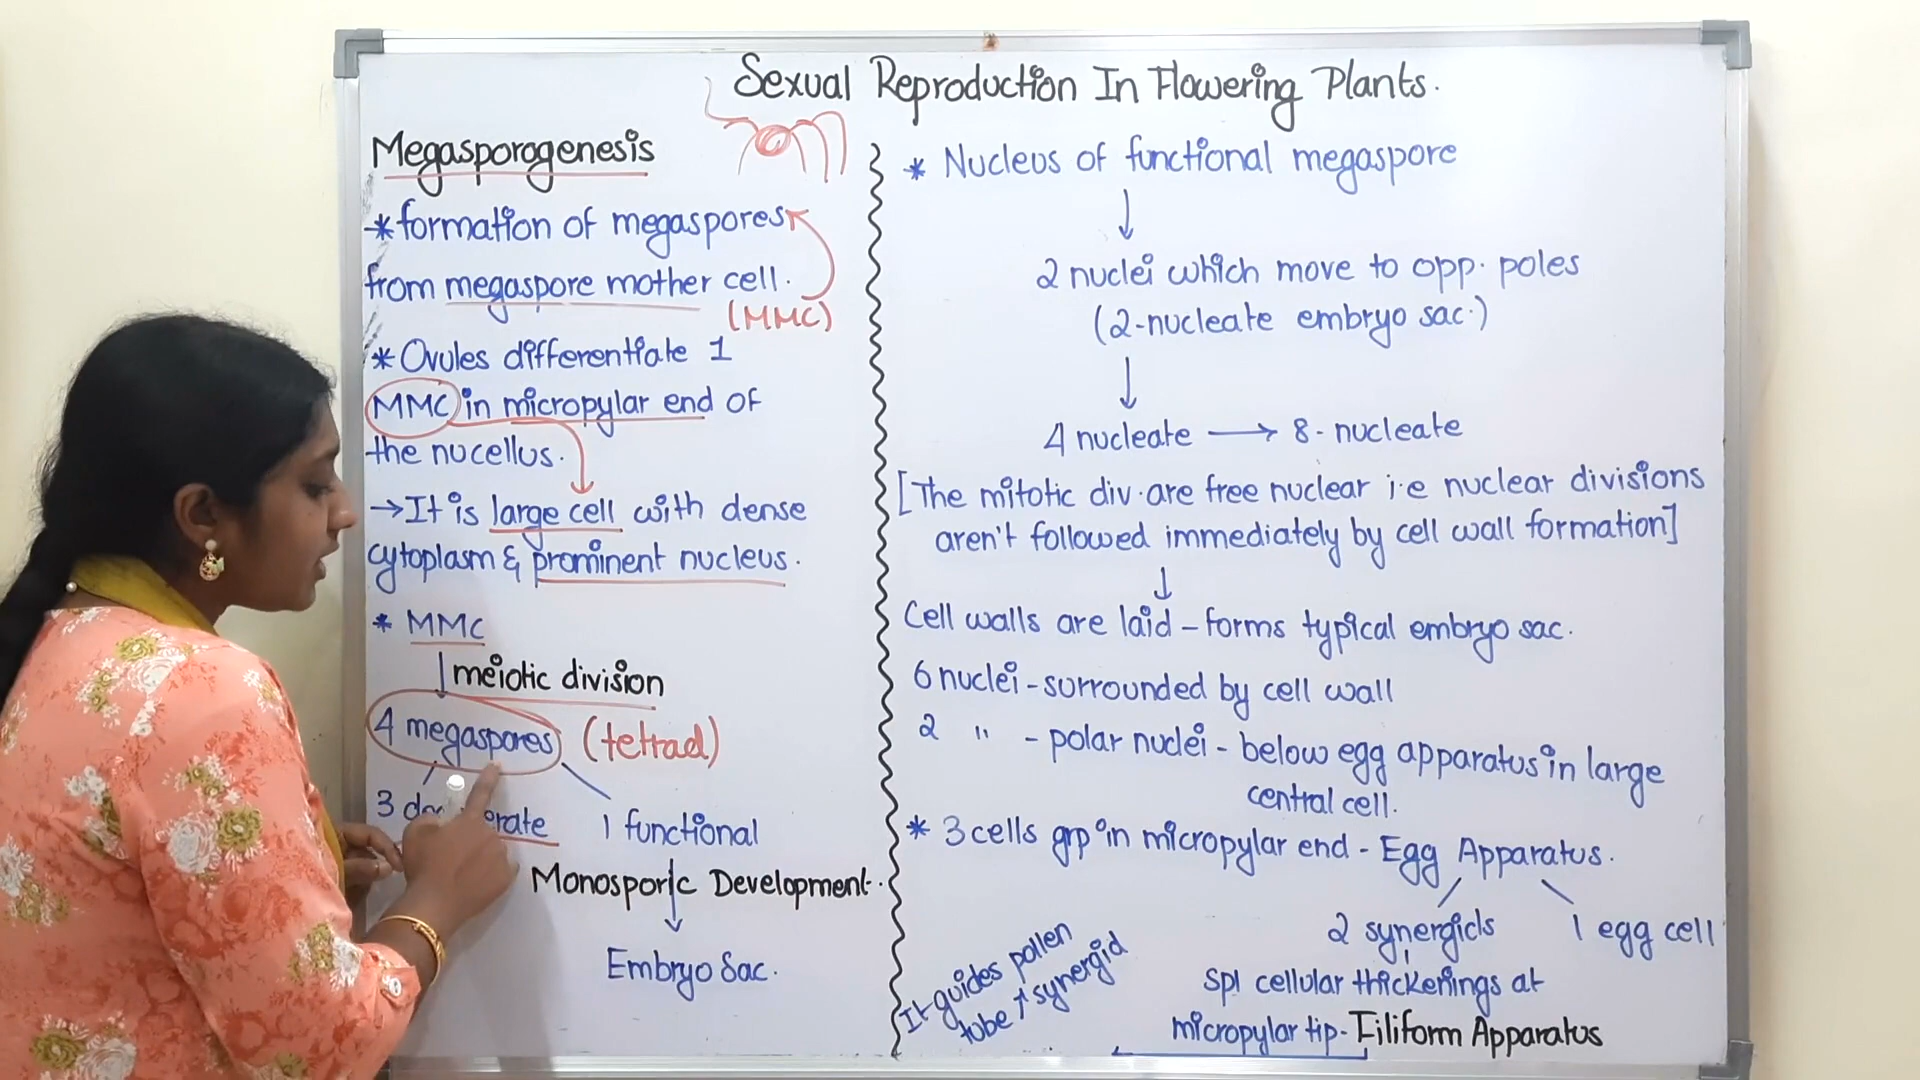 Sexual Reproduction In Flowering Plants.
Megasporogenesis
* formation of megaspores
from megaspore mother cell.
(MMC)
* Ovules differentiate 1
MMC in micropylar end of
the nucellus.
→ It is large cell with dense
cytoplasm & prominent nucleus.
* MMC
meiotic division
4 megaspores (tetrad)
3
1 functional
Monosporic Development.
Embryo Sac.
* Nucleus of functional megaspore
2 nuclei which move to opp. poles
(2-nucleate embryo sac.)
4 nucleate → 8-nucleate
[The mitotic div. are free nuclear i.e nuclear divisions
aren't followed immediately by cell wall formation]
Cell walls are laid - forms typical embryo sac.
6 nuclei - surrounded by cell wall
2 " - polar nuclei - below egg apparatus in large
central cell.
* 3 cells grp in micropylar end - Egg Apparatus.
2 synergids 1 egg cell
spl cellular thickenings at
micropylar tip - Filiform Apparatus
It guides pollen
tube → synergid